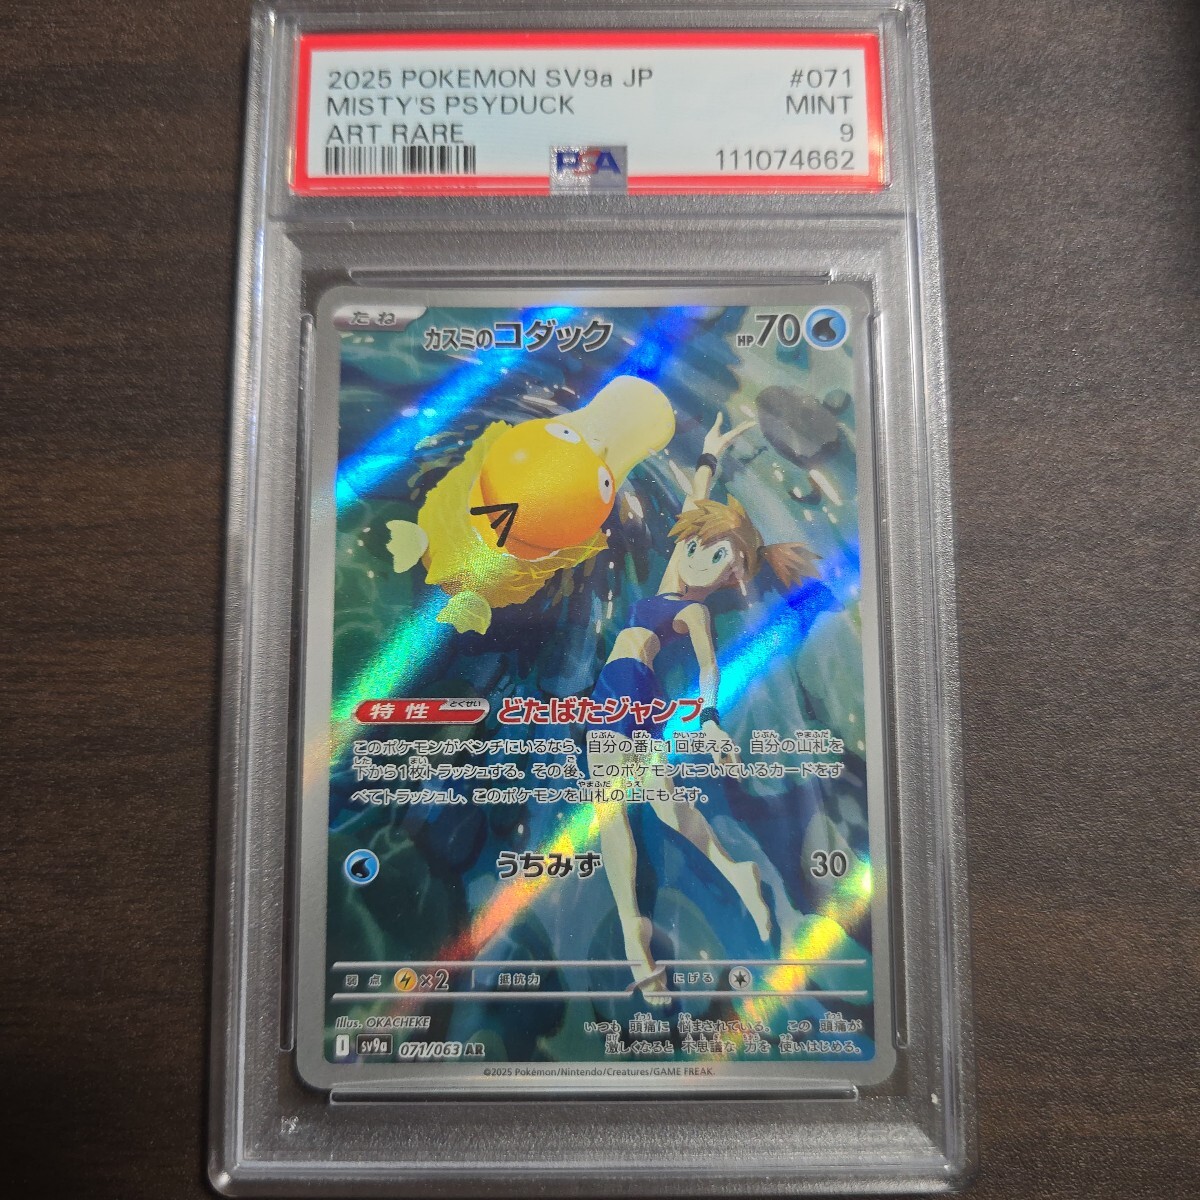 2025 POKEMON SV9a JP #071
MISTY'S PSYDUCK MINT
ART RARE 9
PSA 111074662
たね カスミのコダック HP70
特性 とくせい どたばたジャンプ
このポケモンがベンチにいるなら、自分の番に1回使える。自分の山札を
下から1枚トラッシュする。その後、このポケモンについているカードをす
べてトラッシュし、このポケモンを山札の上にもどす。
うちみず 30
弱点 ×2 抵抗力 にげる
Illus. OKACHEKE
いつも 頭痛に 悩まされている。 この 頭痛が
激しくなると 不思議な 力を 使いはじめる。
I sv9a 071/063 AR
©2025 Pokémon/Nintendo/Creatures/GAME FREAK.